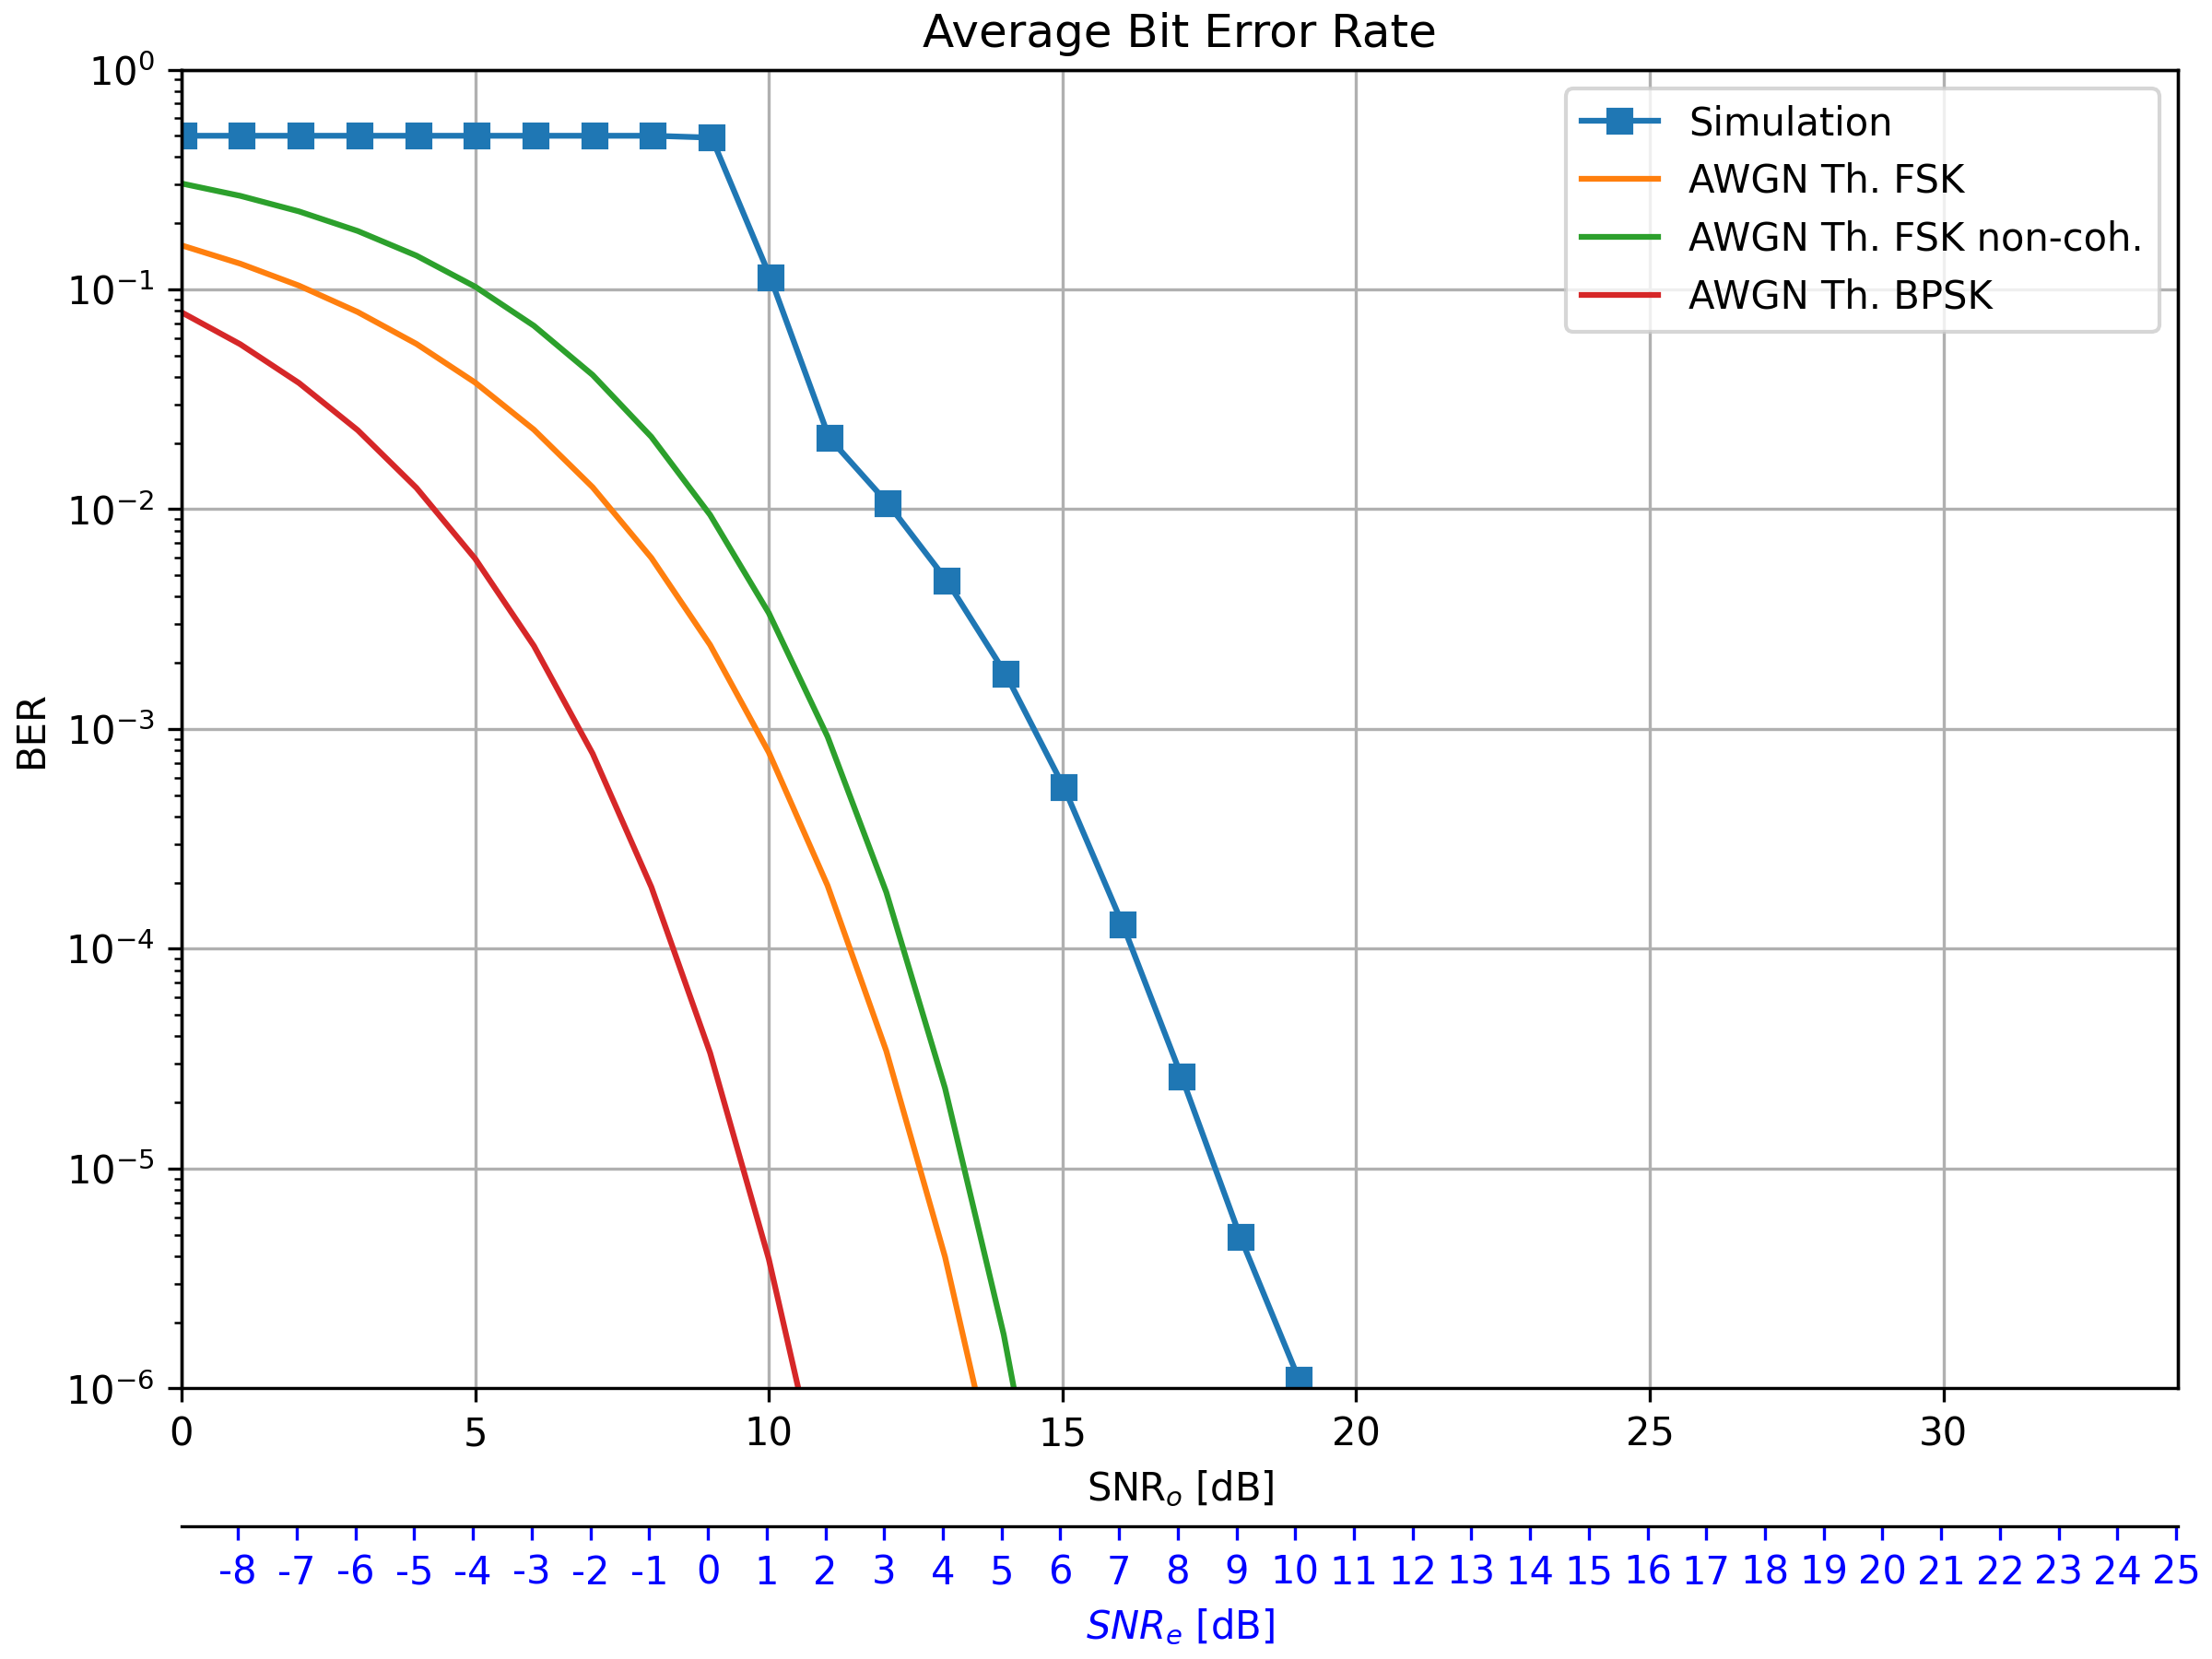 Average Bit Error Rate
10⁰
10⁻¹
10⁻²
10⁻³
10⁻⁴
10⁻⁵
10⁻⁶
BER
Simulation
AWGN Th. FSK
AWGN Th. FSK non-coh.
AWGN Th. BPSK
0 5 10 15 20 25 30
SNRₒ [dB]
-8 -7 -6 -5 -4 -3 -2 -1 0 1 2 3 4 5 6 7 8 9 10 11 12 13 14 15 16 17 18 19 20 21 22 23 24 25
SNRₑ [dB]